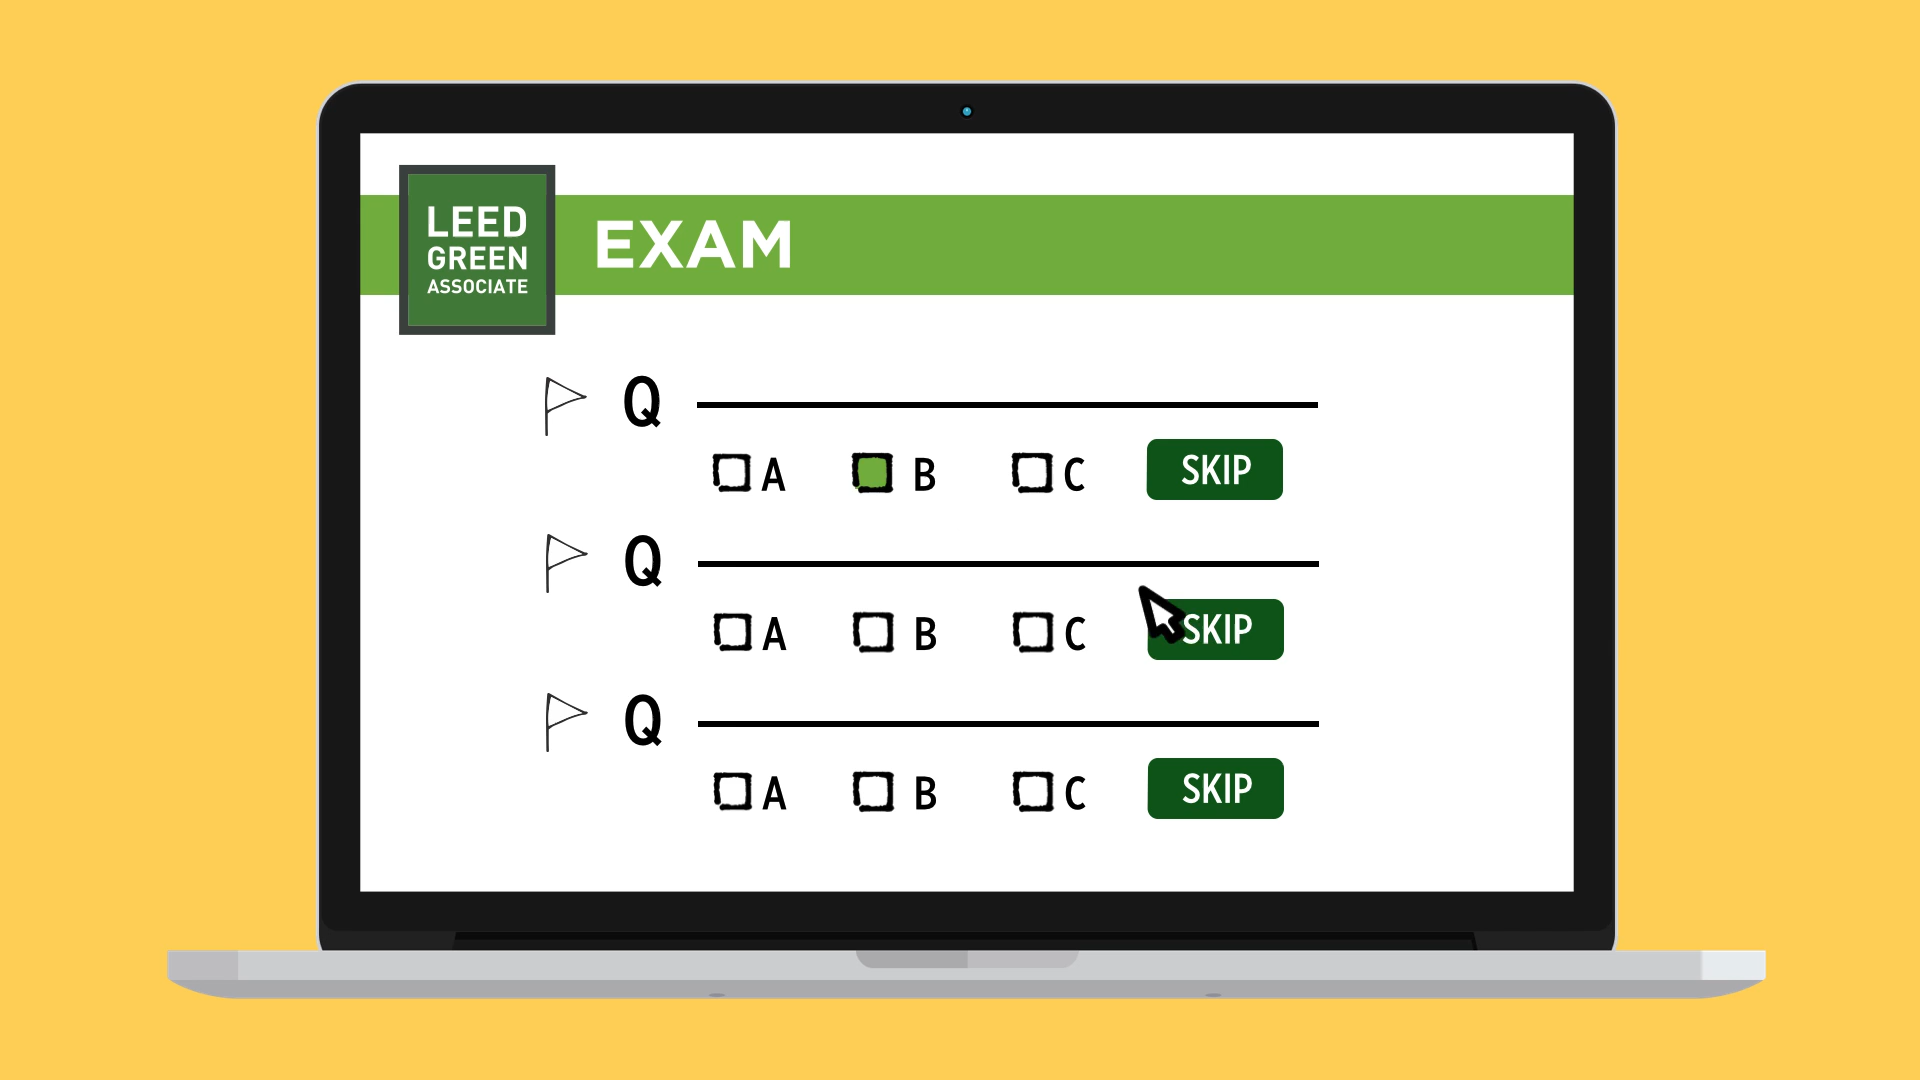 LEED
GREEN
ASSOCIATE
EXAM
Q
A B C SKIP
Q
A B C SKIP
Q
A B C SKIP